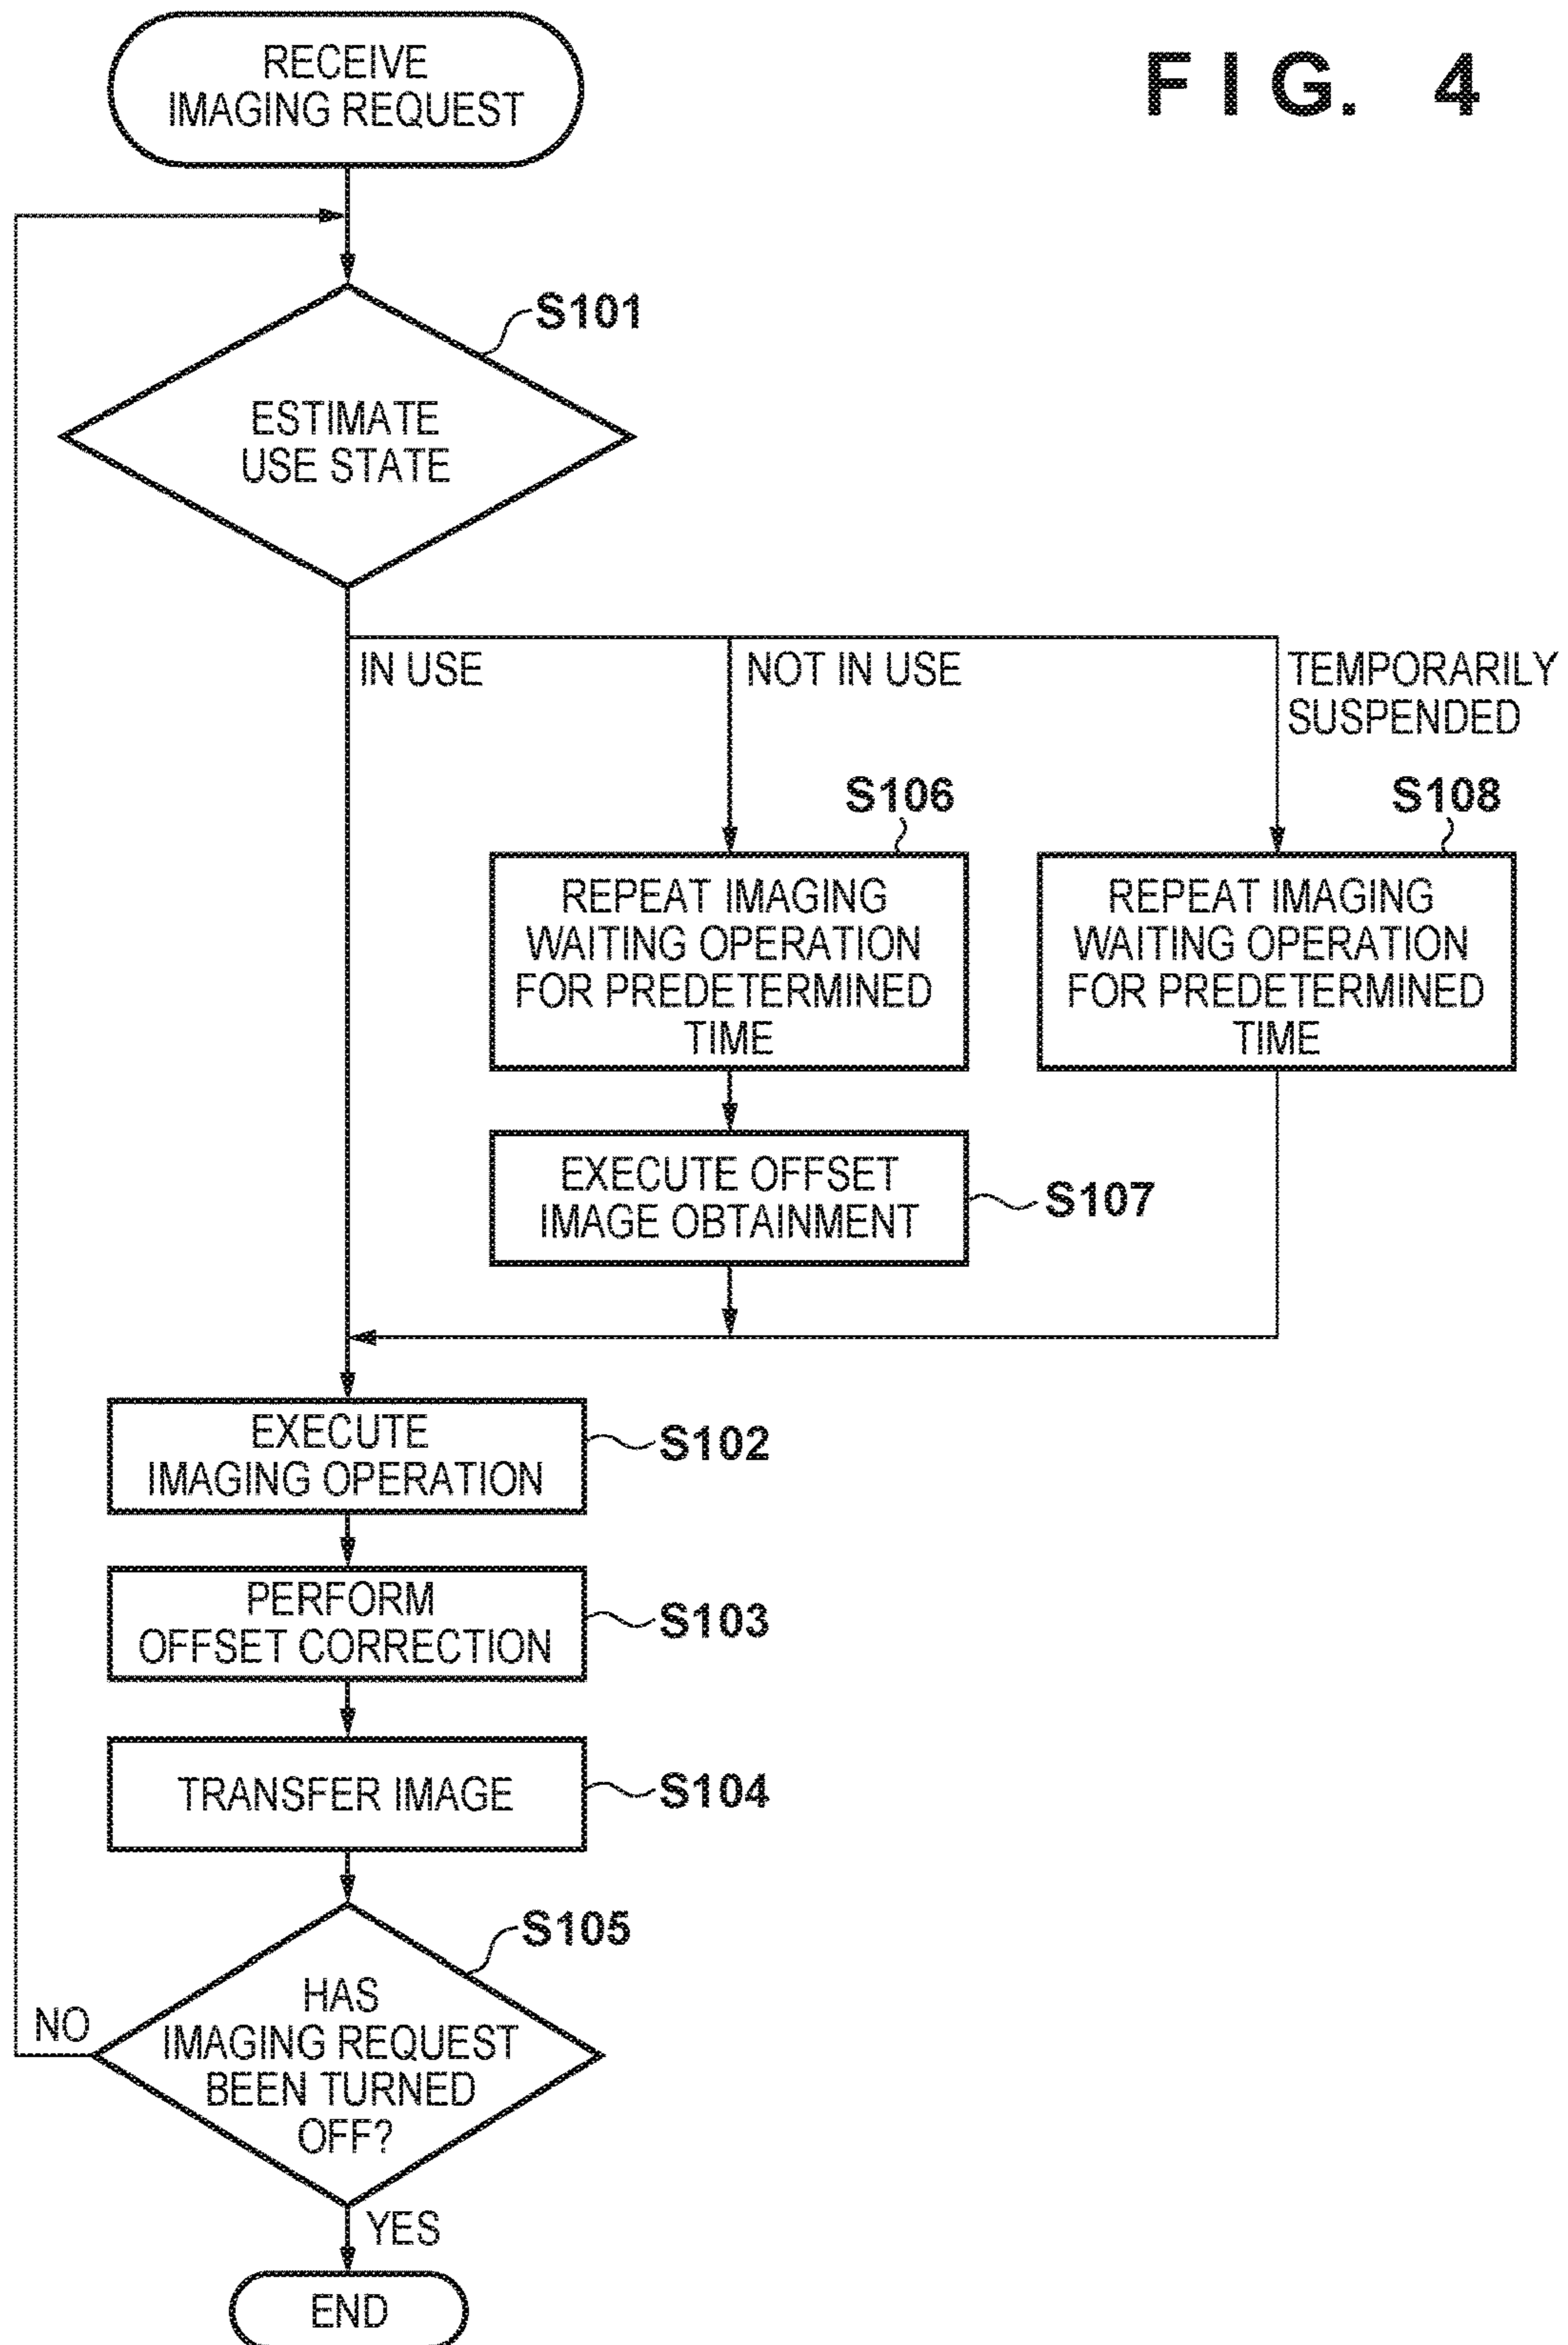 FIG. 4
RECEIVE
IMAGING REQUEST
S101
ESTIMATE
USE STATE
IN USE
NOT IN USE
TEMPORARILY
SUSPENDED
S106
REPEAT IMAGING
WAITING OPERATION
FOR PREDETERMINED
TIME
S108
REPEAT IMAGING
WAITING OPERATION
FOR PREDETERMINED
TIME
EXECUTE OFFSET
IMAGE OBTAINMENT
S107
EXECUTE
IMAGING OPERATION
S102
PERFORM
OFFSET CORRECTION
S103
TRANSFER IMAGE
S104
S105
HAS
IMAGING REQUEST
BEEN TURNED
OFF?
NO
YES
END